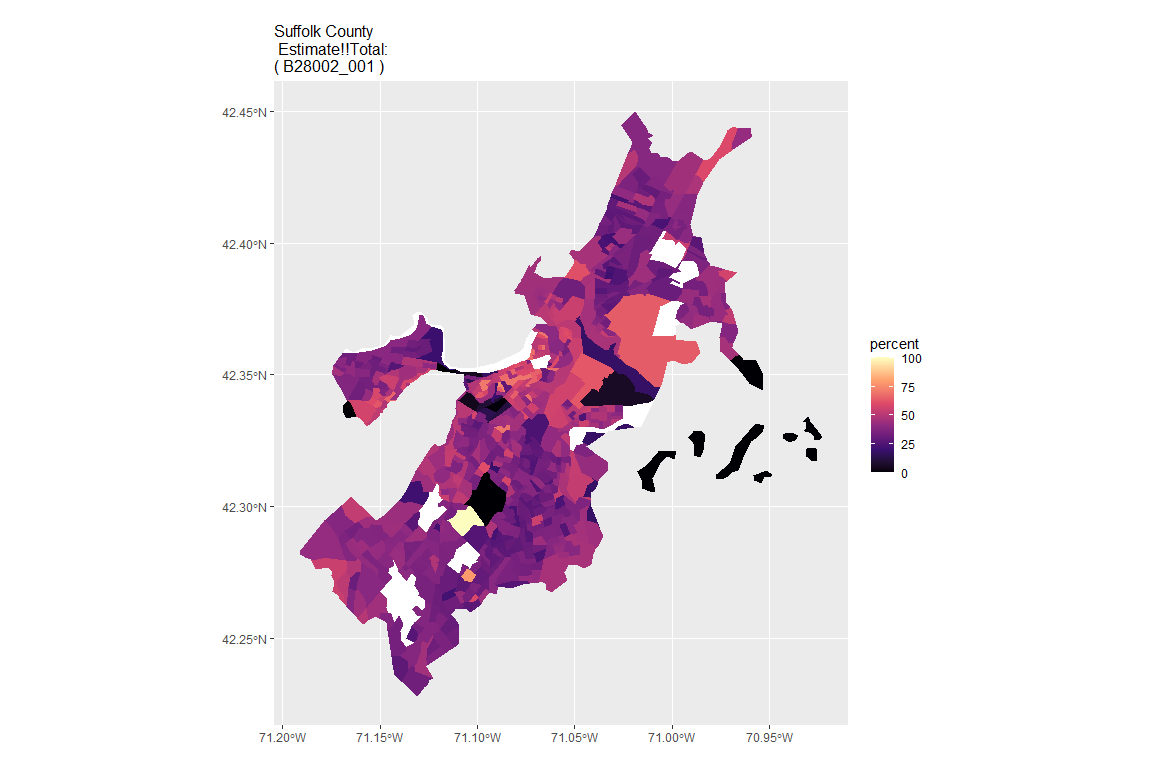 Suffolk County
Estimate!!Total:
( B28002_001 )
42.45°N
42.40°N
42.35°N
42.30°N
42.25°N
71.20°W
71.15°W
71.10°W
71.05°W
71.00°W
70.95°W
percent
100
75
50
25
0